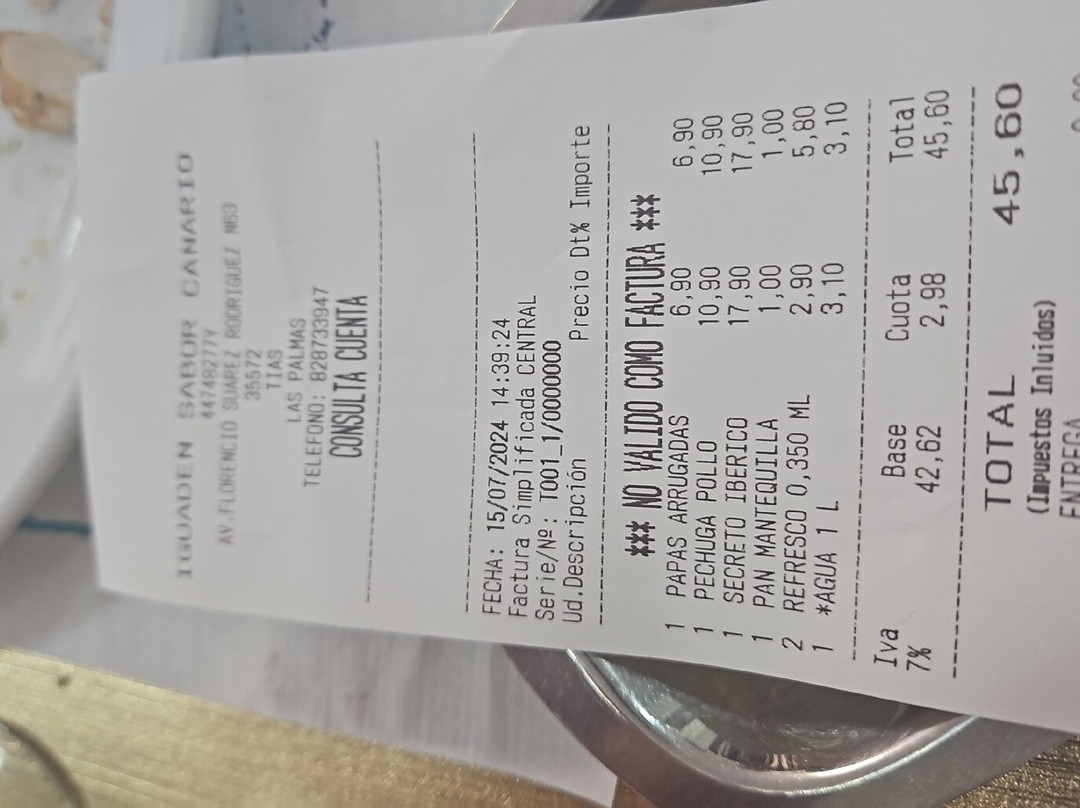 IGUADEN SABOR CANARIO
44748277Y
AV.FLORENCIO SUAREZ RODRIGUEZ N63
35572
TIAS
LAS PALMAS
TELEFONO: 828733947
CONSULTA CUENTA
FECHA: 15/07/2024 14:39:24
Factura Simplificada CENTRAL
Serie/Nº: T001_1/0000000
Ud.Descripción Precio Dt% Importe
*** NO VALIDO COMO FACTURA ***
1 PAPAS ARRUGADAS 6,90 6,90
1 PECHUGA POLLO 10,90 10,90
1 SECRETO IBERICO 17,90 17,90
1 PAN MANTEQUILLA 1,00 1,00
2 REFRESCO 0,350 ML 2,90 5,80
1 *AGUA 1 L 3,10 3,10
Iva Base Cuota Total
7% 42,62 2,98 45,60
TOTAL 45,60
(Impuestos Inluidos)
ENTREGA